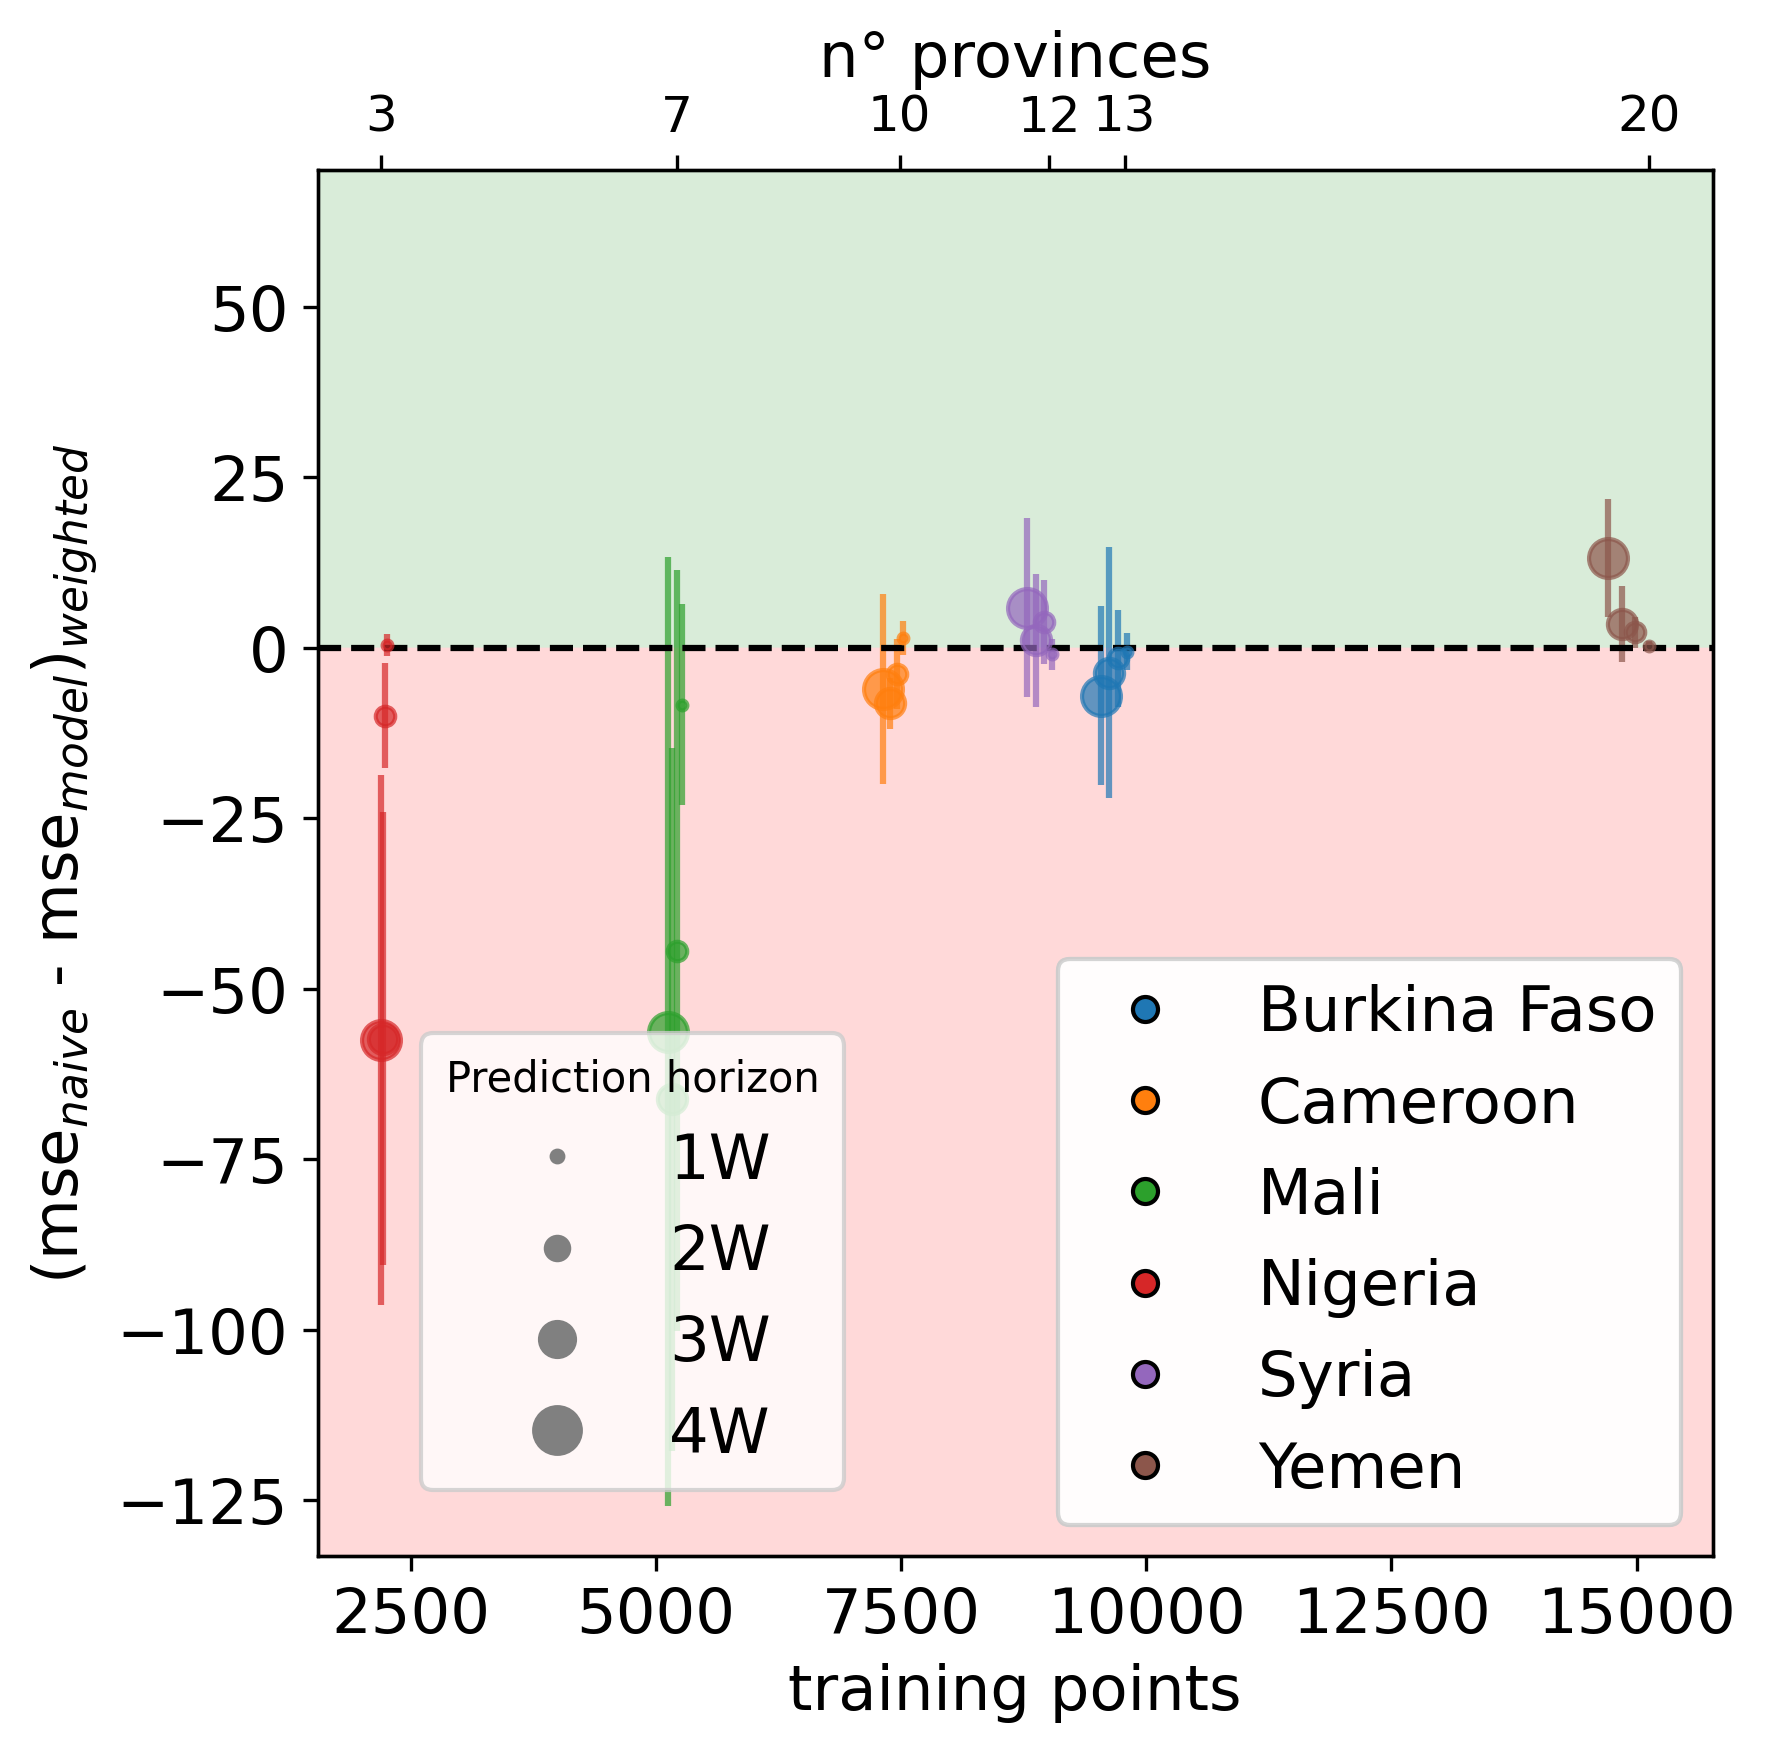 n° provinces
3 7 10 12 13 20
(mse_naive - mse_model)_weighted
50
25
0
−25
−50
−75
−100
−125
Prediction horizon
1W
2W
3W
4W
Burkina Faso
Cameroon
Mali
Nigeria
Syria
Yemen
2500 5000 7500 10000 12500 15000
training points